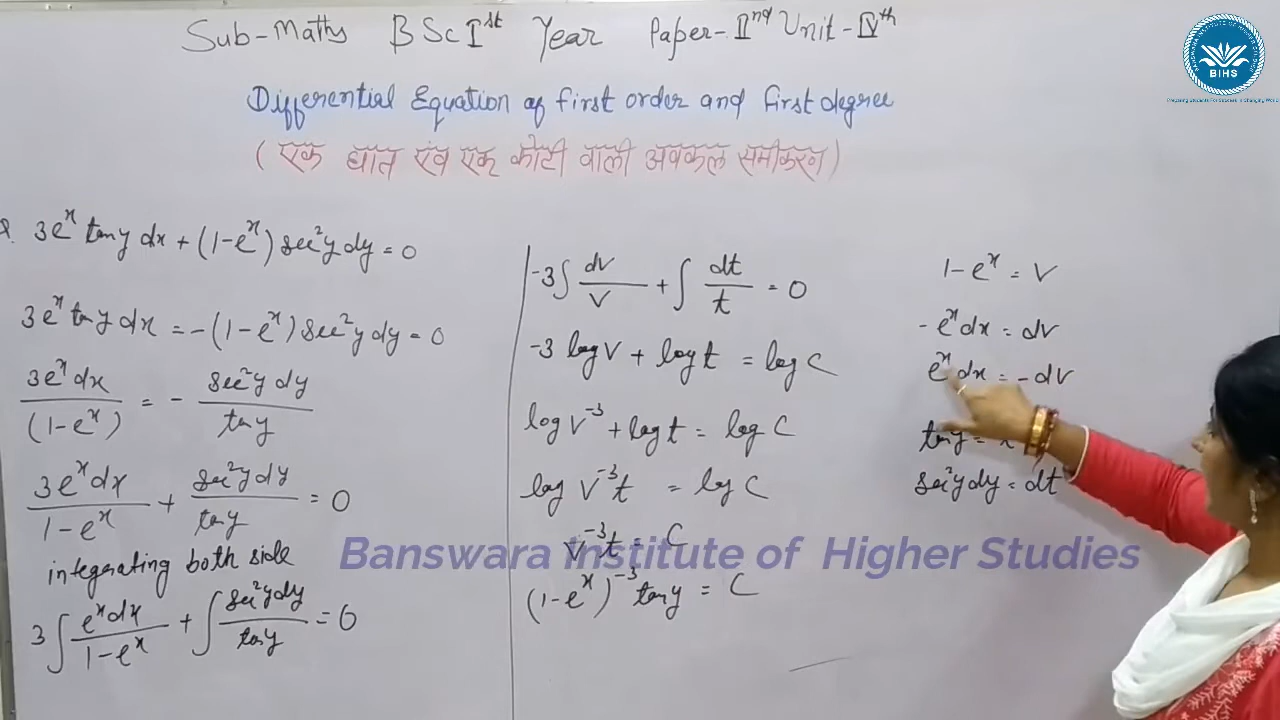 Sub-Maths BSc Ist Year Paper-IInd Unit-IVth
BIHS
Differential Equation of first order and first degree
( एक घात एंव एक कोटी वाली अवकल समीकरण )
3e^x tany dx + (1-e^x) sec²y dy = 0
3e^x tany dx = -(1-e^x) sec²y dy = 0
3e^x dx / (1-e^x) = - sec²y dy / tany
3e^x dx / 1-e^x + sec²y dy / tany = 0
integrating both side
3∫ e^x dx / 1-e^x + ∫ sec²y dy / tany = 0
-3∫ dv / v + ∫ dt / t = 0
-3 log v + log t = log C
log v^-3 + log t = log C
log v^-3 t = log C
v^-3 t = C
(1-e^x)^-3 tany = C
1-e^x = v
-e^x dx = dv
e^x dx = -dv
tany =
sec²y dy = dt
Banswara Institute of Higher Studies